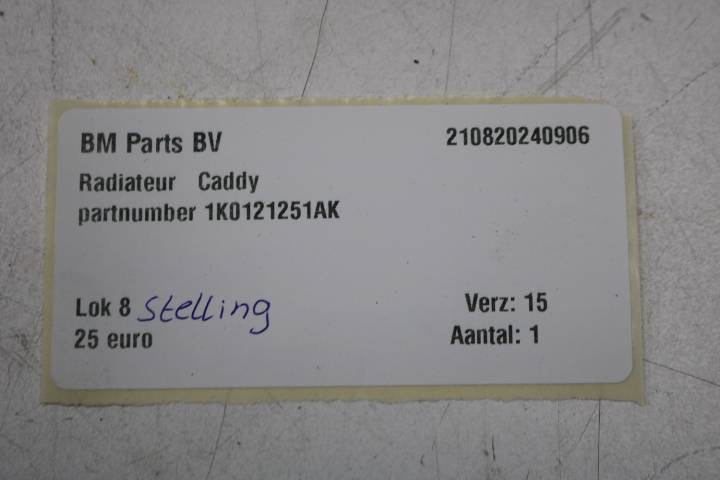 BM Parts BV 210820240906
Radiateur Caddy
partnumber 1K0121251AK
Lok 8 Stelling Verz: 15
25 euro Aantal: 1